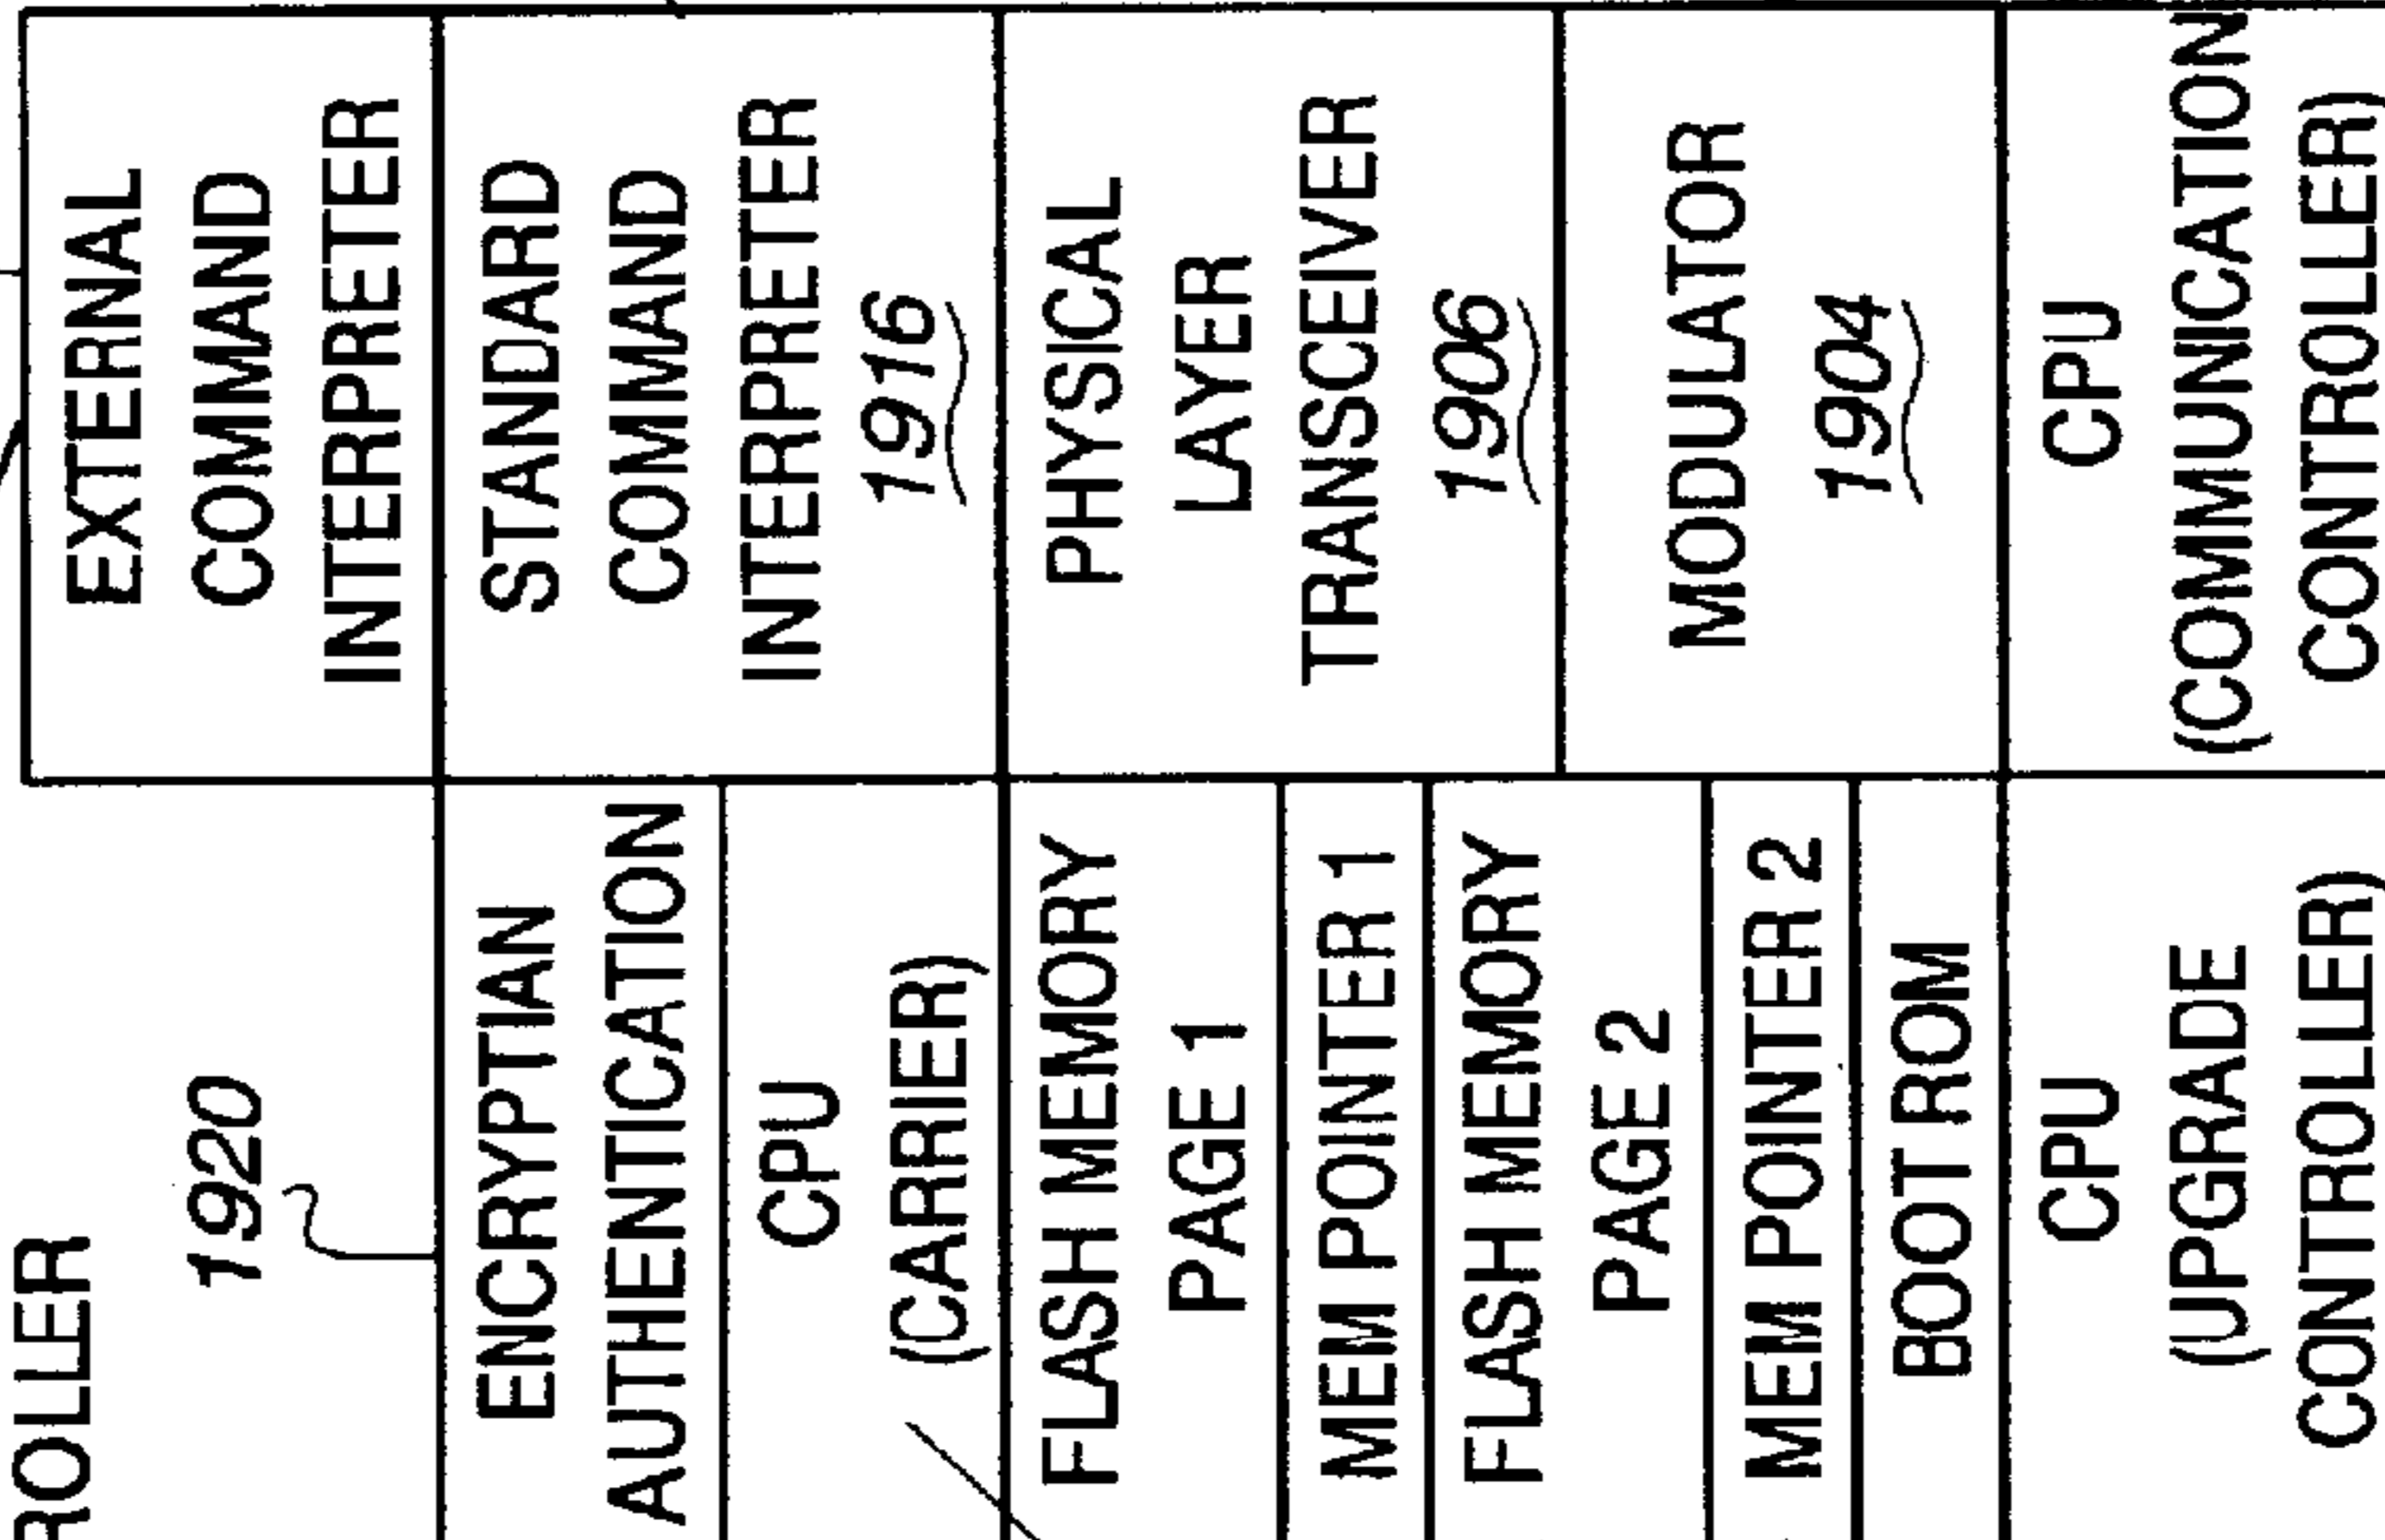 ROLLER
1920
ENCRYPTIAN
AUTHENTICATION
CPU
(CARRIER)
FLASH MEMORY
PAGE 1
MEM POINTER 1
FLASH MEMORY
PAGE 2
MEM POINTER 2
BOOT ROM
CPU
(UPGRADE
CONTROLLER)
EXTERNAL
COMMAND
INTERPRETER
STANDARD
COMMAND
INTERPRETER
1916
PHYSICAL
LAYER
TRANSCEIVER
1906
MODULATOR
1904
CPU
(COMMUNICATION
CONTROLLER)